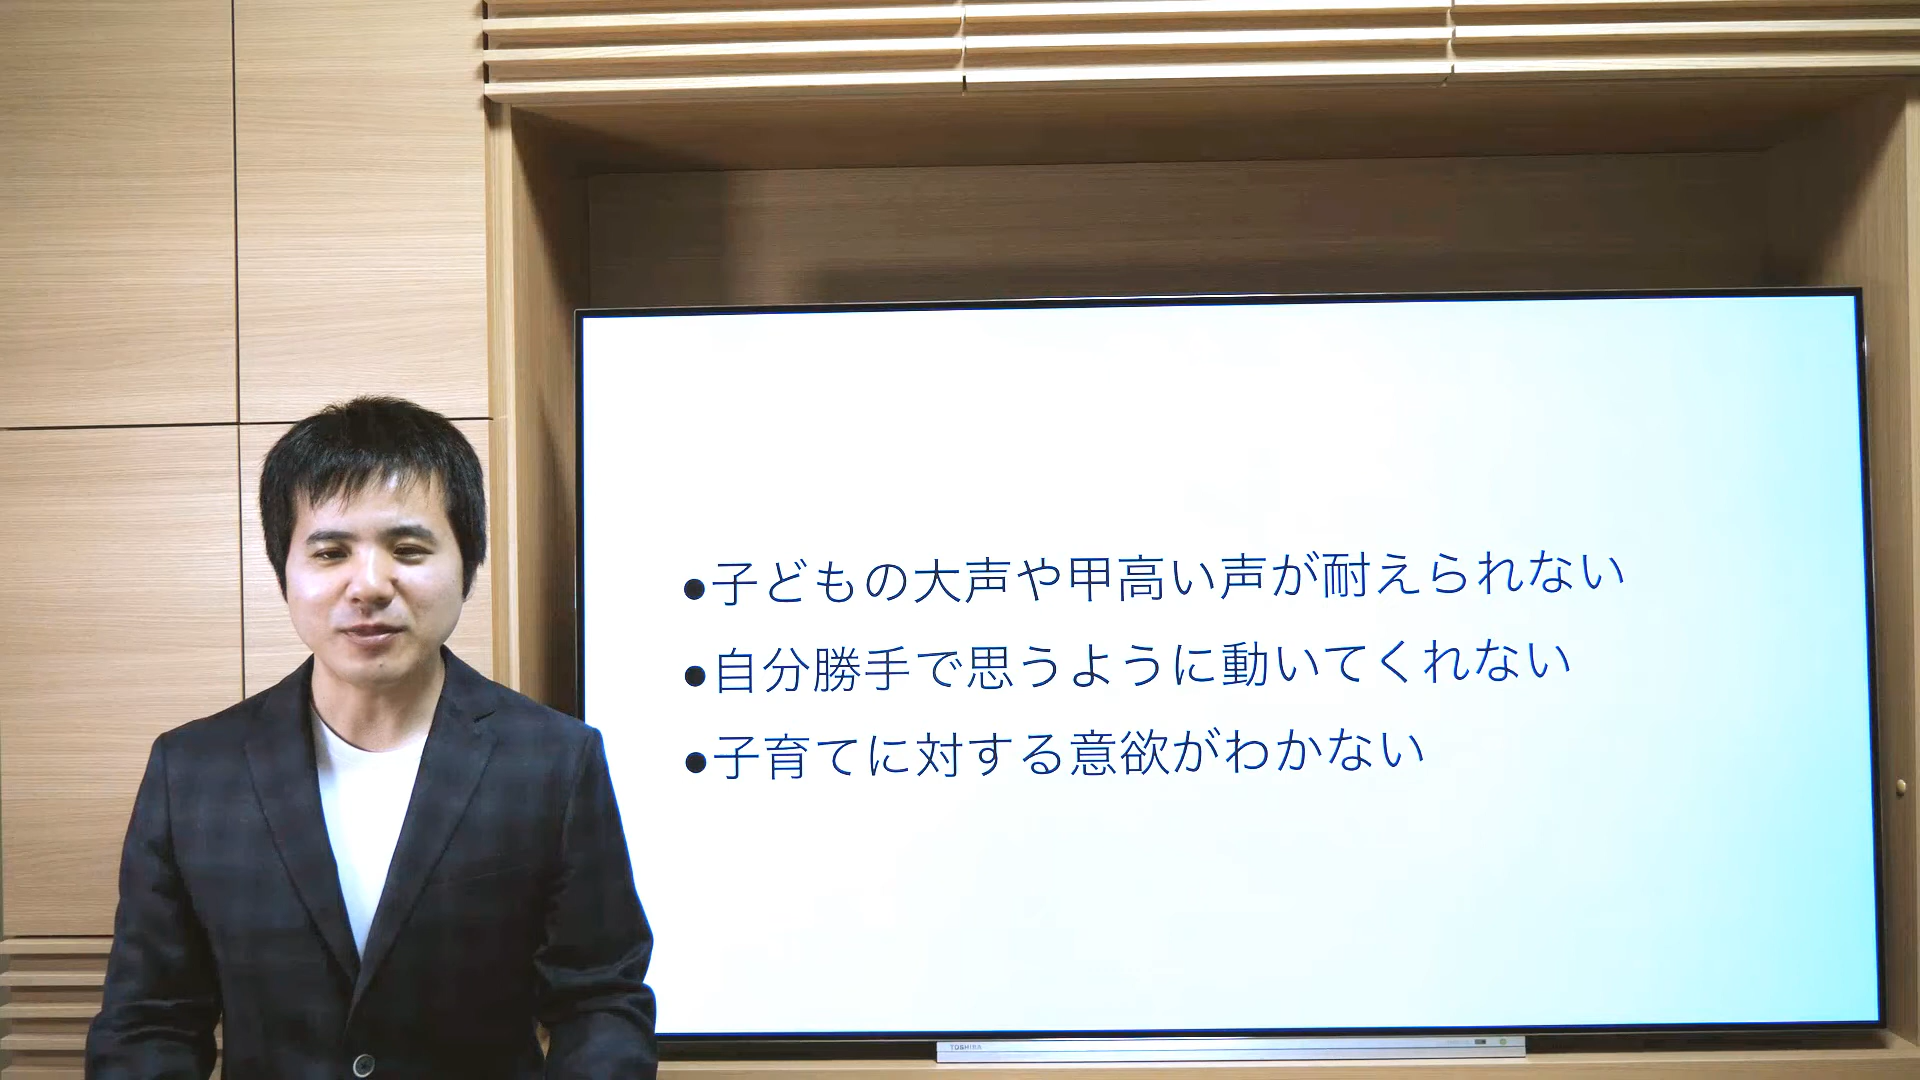 ●子どもの大声や甲高い声が耐えられない
●自分勝手で思うように動いてくれない
●子育てに対する意欲がわかない
TOSHIBA